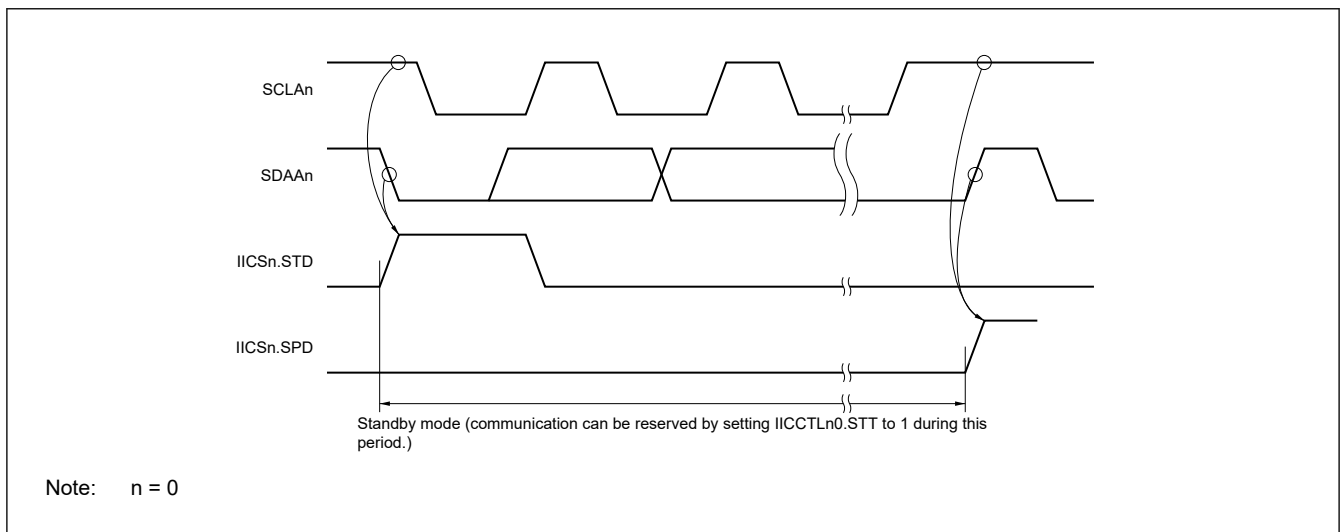 SCLAn
SDAAn
IICSn.STD
IICSn.SPD
Standby mode (communication can be reserved by setting IICCTLn0.STT to 1 during this
period.)
Note: n = 0